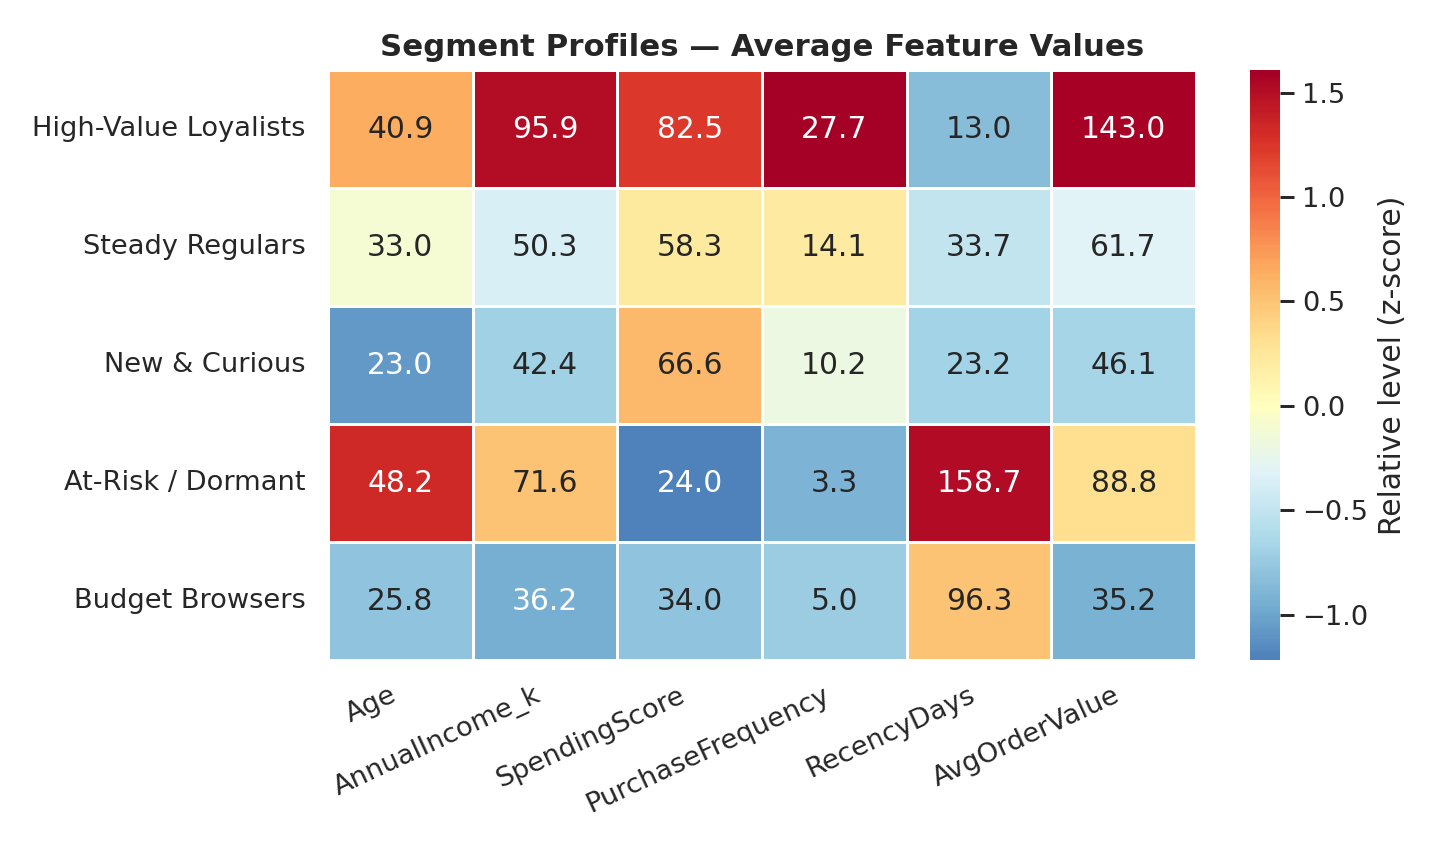 Segment Profiles — Average Feature Values
High-Value Loyalists 40.9 95.9 82.5 27.7 13.0 143.0
Steady Regulars 33.0 50.3 58.3 14.1 33.7 61.7
New & Curious 23.0 42.4 66.6 10.2 23.2 46.1
At-Risk / Dormant 48.2 71.6 24.0 3.3 158.7 88.8
Budget Browsers 25.8 36.2 34.0 5.0 96.3 35.2
Age
AnnualIncome_k
SpendingScore
PurchaseFrequency
RecencyDays
AvgOrderValue
1.5
1.0
0.5
0.0
−0.5
−1.0
Relative level (z-score)